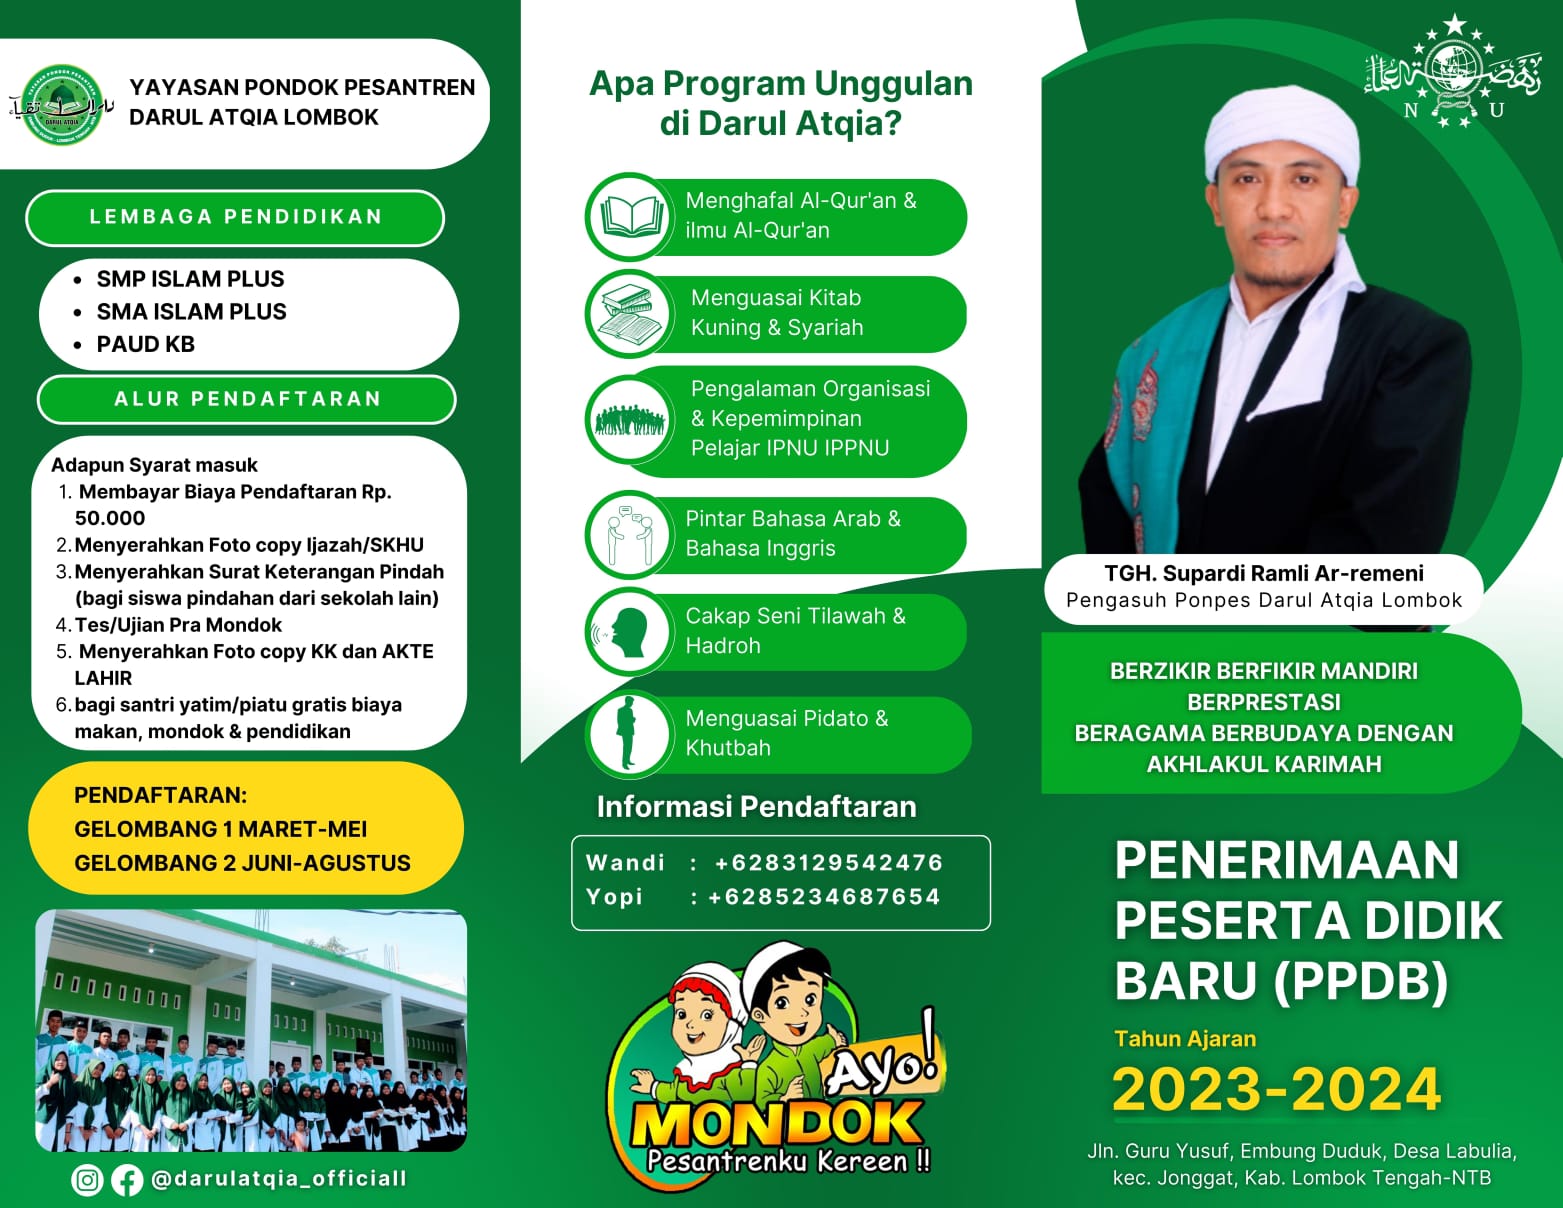 YAYASAN PONDOK PESANTREN
DARUL ATQIA LOMBOK
DARUL ATQIA
LEMBAGA PENDIDIKAN
• SMP ISLAM PLUS
• SMA ISLAM PLUS
• PAUD KB
ALUR PENDAFTARAN
Adapun Syarat masuk
1. Membayar Biaya Pendaftaran Rp.
50.000
2. Menyerahkan Foto copy Ijazah/SKHU
3. Menyerahkan Surat Keterangan Pindah
(bagi siswa pindahan dari sekolah lain)
4. Tes/Ujian Pra Mondok
5. Menyerahkan Foto copy KK dan AKTE
LAHIR
6. bagi santri yatim/piatu gratis biaya
makan, mondok & pendidikan
PENDAFTARAN:
GELOMBANG 1 MARET-MEI
GELOMBANG 2 JUNI-AGUSTUS
@darulatqia_officiall
Apa Program Unggulan
di Darul Atqia?
Menghafal Al-Qur'an &
ilmu Al-Qur'an
Menguasai Kitab
Kuning & Syariah
Pengalaman Organisasi
& Kepemimpinan
Pelajar IPNU IPPNU
Pintar Bahasa Arab &
Bahasa Inggris
Cakap Seni Tilawah &
Hadroh
Menguasai Pidato &
Khutbah
Informasi Pendaftaran
Wandi : +6283129542476
Yopi : +6285234687654
Ayo!
MONDOK
Pesantrenku Kereen !!
نهضة العلماء
N U
TGH. Supardi Ramli Ar-remeni
Pengasuh Ponpes Darul Atqia Lombok
BERZIKIR BERFIKIR MANDIRI
BERPRESTASI
BERAGAMA BERBUDAYA DENGAN
AKHLAKUL KARIMAH
PENERIMAAN
PESERTA DIDIK
BARU (PPDB)
Tahun Ajaran
2023-2024
Jln. Guru Yusuf, Embung Duduk, Desa Labulia,
kec. Jonggat, Kab. Lombok Tengah-NTB